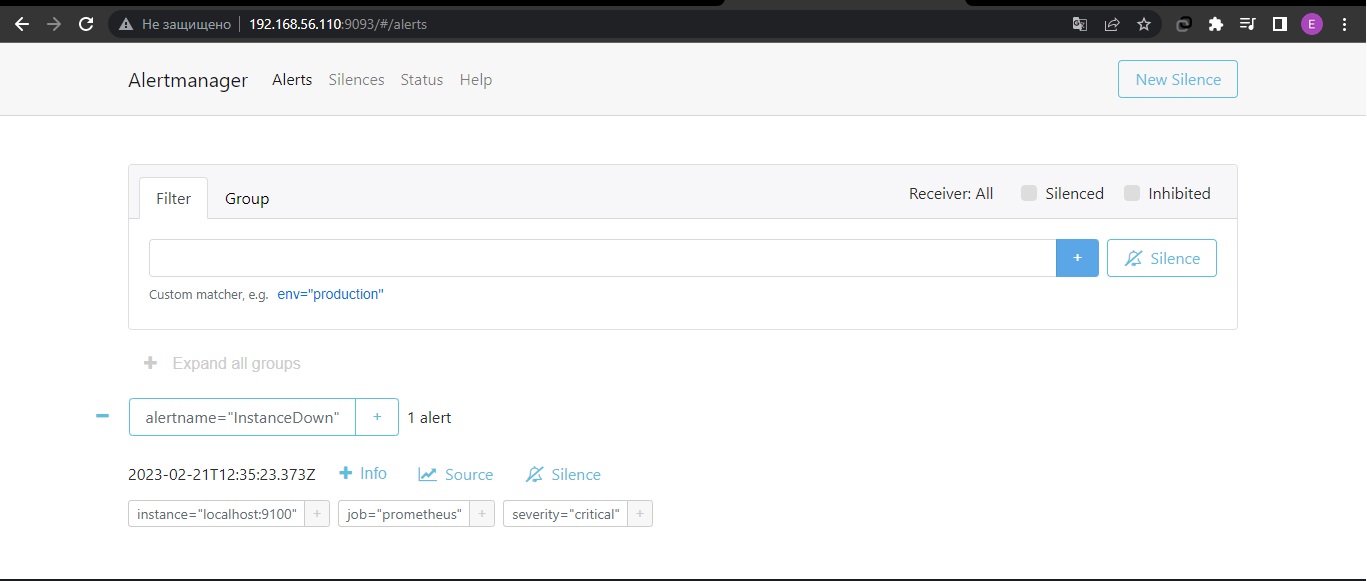 Не защищено 192.168.56.110:9093/#/alerts E
Alertmanager Alerts Silences Status Help New Silence
Filter Group Receiver: All Silenced Inhibited
+ Silence
Custom matcher, e.g. env="production"
+ Expand all groups
alertname="InstanceDown" + 1 alert
2023-02-21T12:35:23.373Z + Info Source Silence
instance="localhost:9100" + job="prometheus" + severity="critical" +